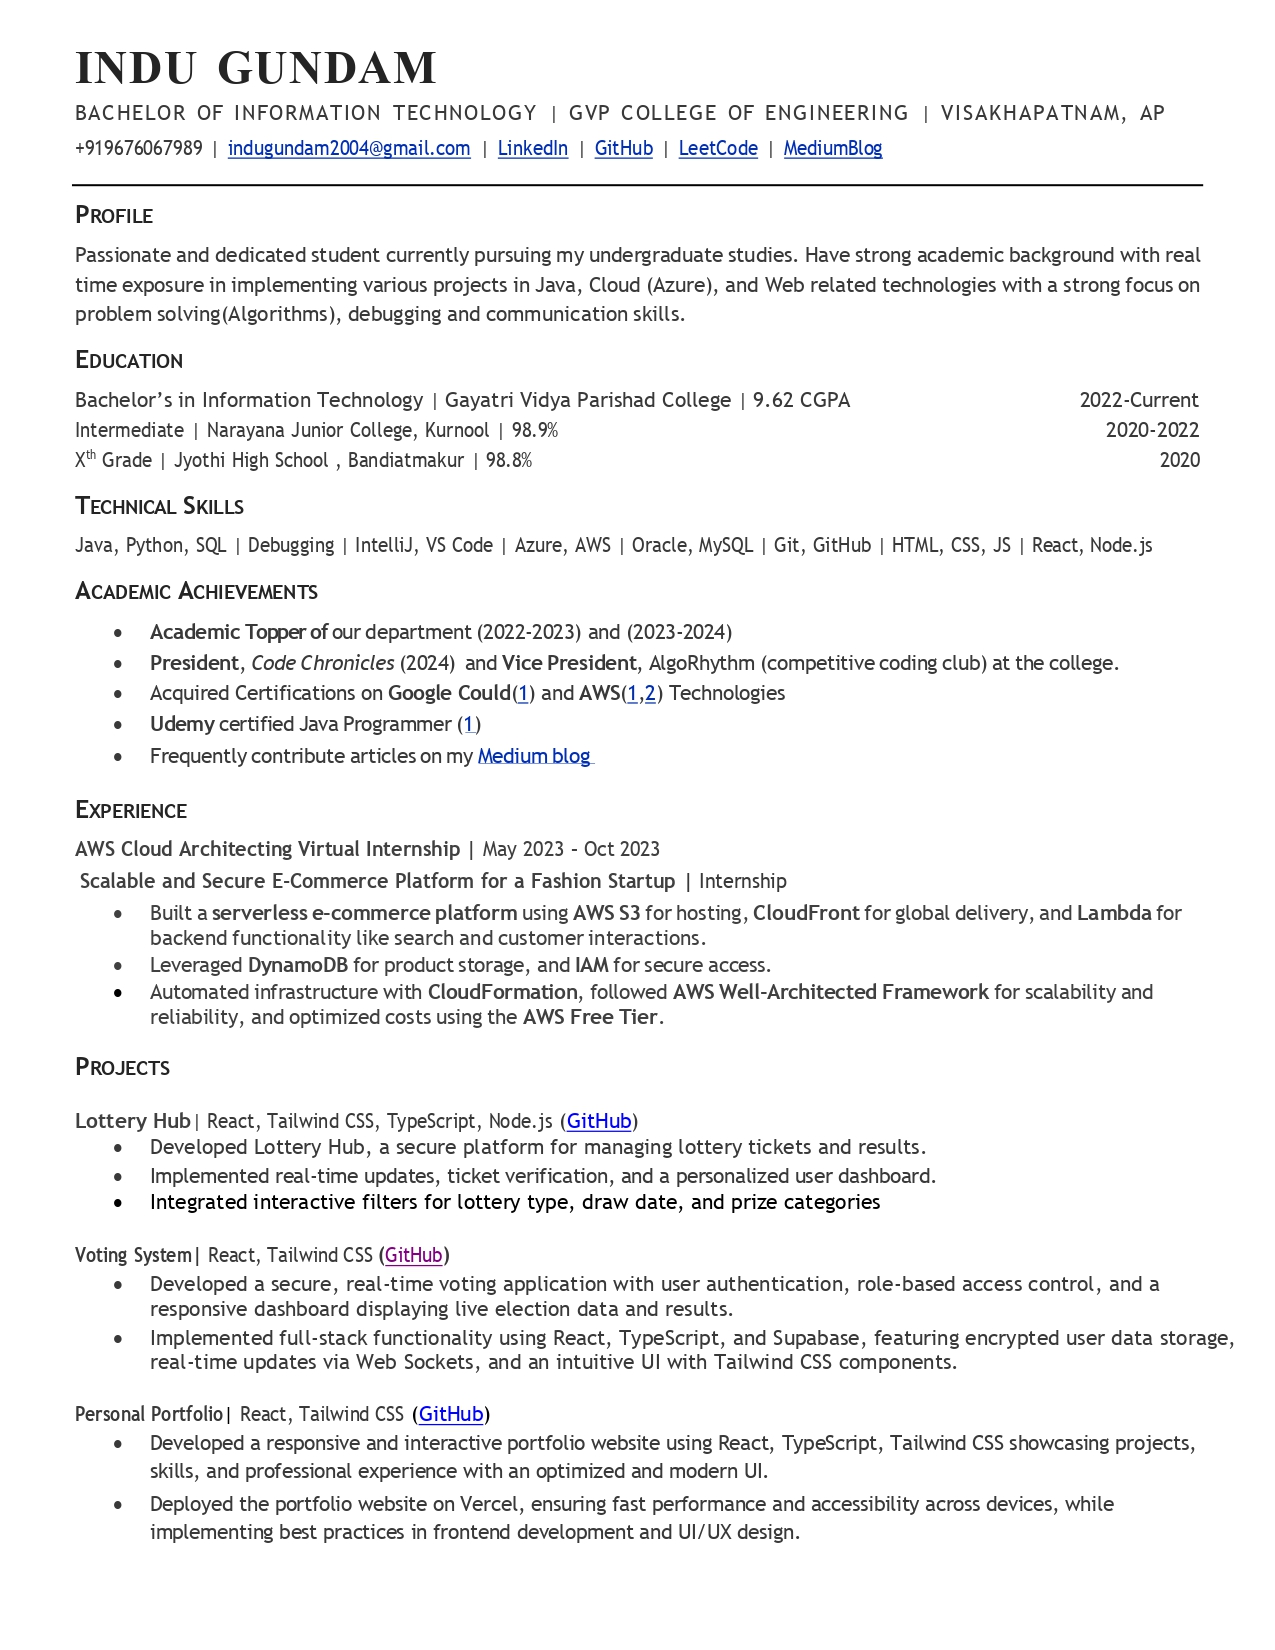 INDU GUNDAM
BACHELOR OF INFORMATION TECHNOLOGY | GVP COLLEGE OF ENGINEERING | VISAKHAPATNAM, AP
+919676067989 | indugundam2004@gmail.com | LinkedIn | GitHub | LeetCode | MediumBlog
PROFILE
Passionate and dedicated student currently pursuing my undergraduate studies. Have strong academic background with real
time exposure in implementing various projects in Java, Cloud (Azure), and Web related technologies with a strong focus on
problem solving(Algorithms), debugging and communication skills.
EDUCATION
Bachelor’s in Information Technology | Gayatri Vidya Parishad College | 9.62 CGPA 2022-Current
Intermediate | Narayana Junior College, Kurnool | 98.9% 2020-2022
Xth Grade | Jyothi High School , Bandiatmakur | 98.8% 2020
TECHNICAL SKILLS
Java, Python, SQL | Debugging | IntelliJ, VS Code | Azure, AWS | Oracle, MySQL | Git, GitHub | HTML, CSS, JS | React, Node.js
ACADEMIC ACHIEVEMENTS
• Academic Topper of our department (2022-2023) and (2023-2024)
• President, Code Chronicles (2024) and Vice President, AlgoRhythm (competitive coding club) at the college.
• Acquired Certifications on Google Could(1) and AWS(1,2) Technologies
• Udemy certified Java Programmer (1)
• Frequently contribute articles on my Medium blog
EXPERIENCE
AWS Cloud Architecting Virtual Internship | May 2023 - Oct 2023
Scalable and Secure E-Commerce Platform for a Fashion Startup | Internship
• Built a serverless e-commerce platform using AWS S3 for hosting, CloudFront for global delivery, and Lambda for
backend functionality like search and customer interactions.
• Leveraged DynamoDB for product storage, and IAM for secure access.
• Automated infrastructure with CloudFormation, followed AWS Well-Architected Framework for scalability and
reliability, and optimized costs using the AWS Free Tier.
PROJECTS
Lottery Hub| React, Tailwind CSS, TypeScript, Node.js (GitHub)
• Developed Lottery Hub, a secure platform for managing lottery tickets and results.
• Implemented real-time updates, ticket verification, and a personalized user dashboard.
• Integrated interactive filters for lottery type, draw date, and prize categories
Voting System| React, Tailwind CSS (GitHub)
• Developed a secure, real-time voting application with user authentication, role-based access control, and a
responsive dashboard displaying live election data and results.
• Implemented full-stack functionality using React, TypeScript, and Supabase, featuring encrypted user data storage,
real-time updates via Web Sockets, and an intuitive UI with Tailwind CSS components.
Personal Portfolio| React, Tailwind CSS (GitHub)
• Developed a responsive and interactive portfolio website using React, TypeScript, Tailwind CSS showcasing projects,
skills, and professional experience with an optimized and modern UI.
• Deployed the portfolio website on Vercel, ensuring fast performance and accessibility across devices, while
implementing best practices in frontend development and UI/UX design.